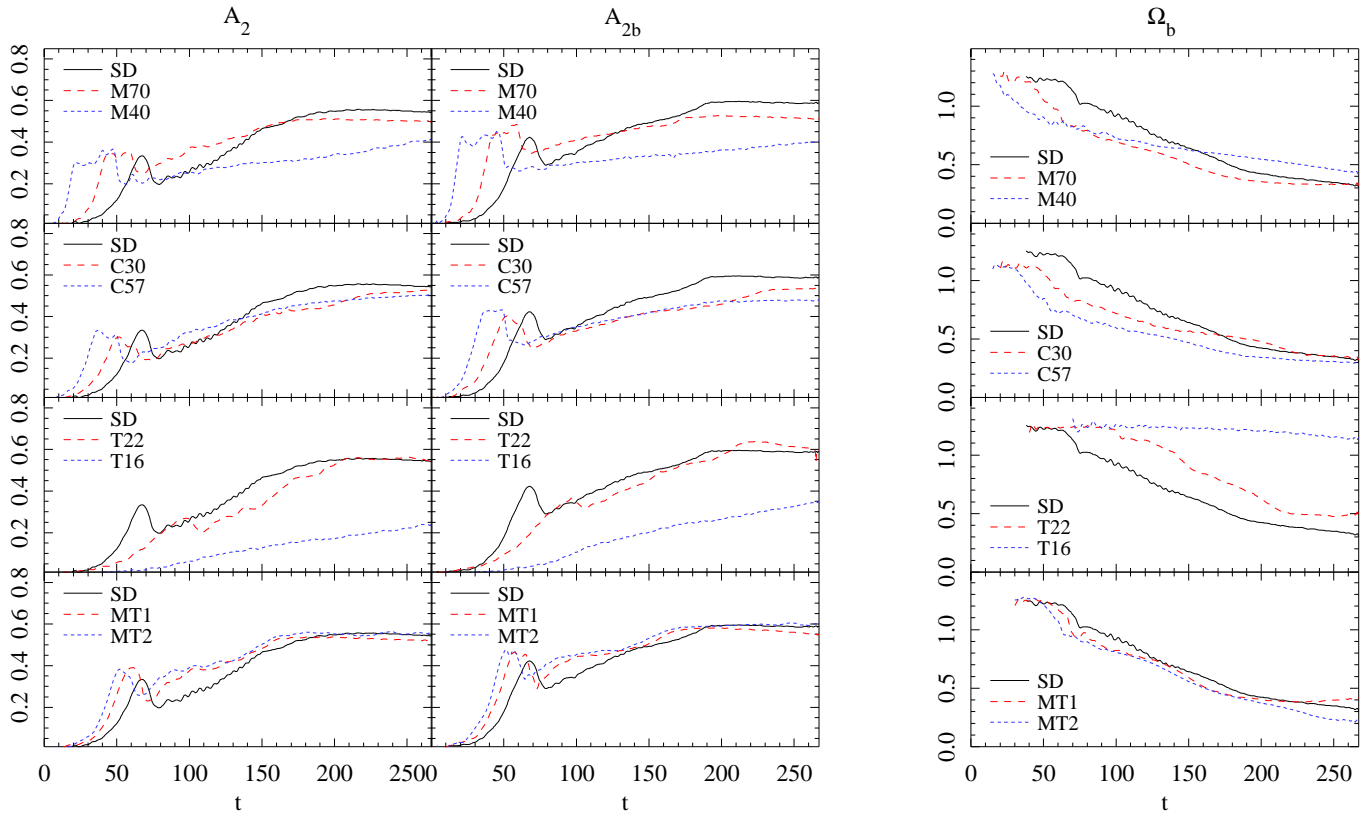 A2 A2b Ωb
0.8 0.6 0.4 0.2 SD SD 1.0 0.5 0.0 SD
M70 M70 M70
M40 M40 M40
0.8 0.6 0.4 0.2 SD SD 1.0 0.5 0.0 SD
C30 C30 C30
C57 C57 C57
0.8 0.6 0.4 0.2 SD SD 1.0 0.5 0.0 SD
T22 T22 T22
T16 T16 T16
0.8 0.6 0.4 0.2 SD SD 1.0 0.5 0.0 SD
MT1 MT1 MT1
MT2 MT2 MT2
0 50 100 150 200 250 50 100 150 200 250 50 100 150 200 250
t t t